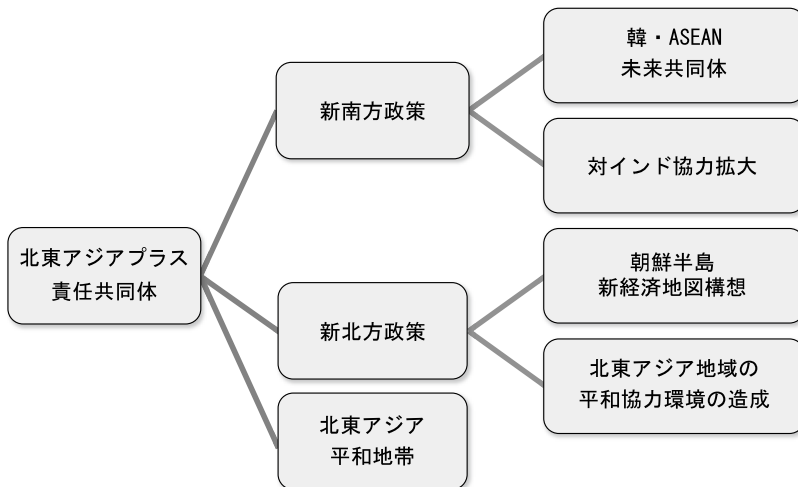 北東アジアプラス
責任共同体
新南方政策
韓・ASEAN
未来共同体
対インド協力拡大
新北方政策
朝鮮半島
新経済地図構想
北東アジア地域の
平和協力環境の造成
北東アジア
平和地帯